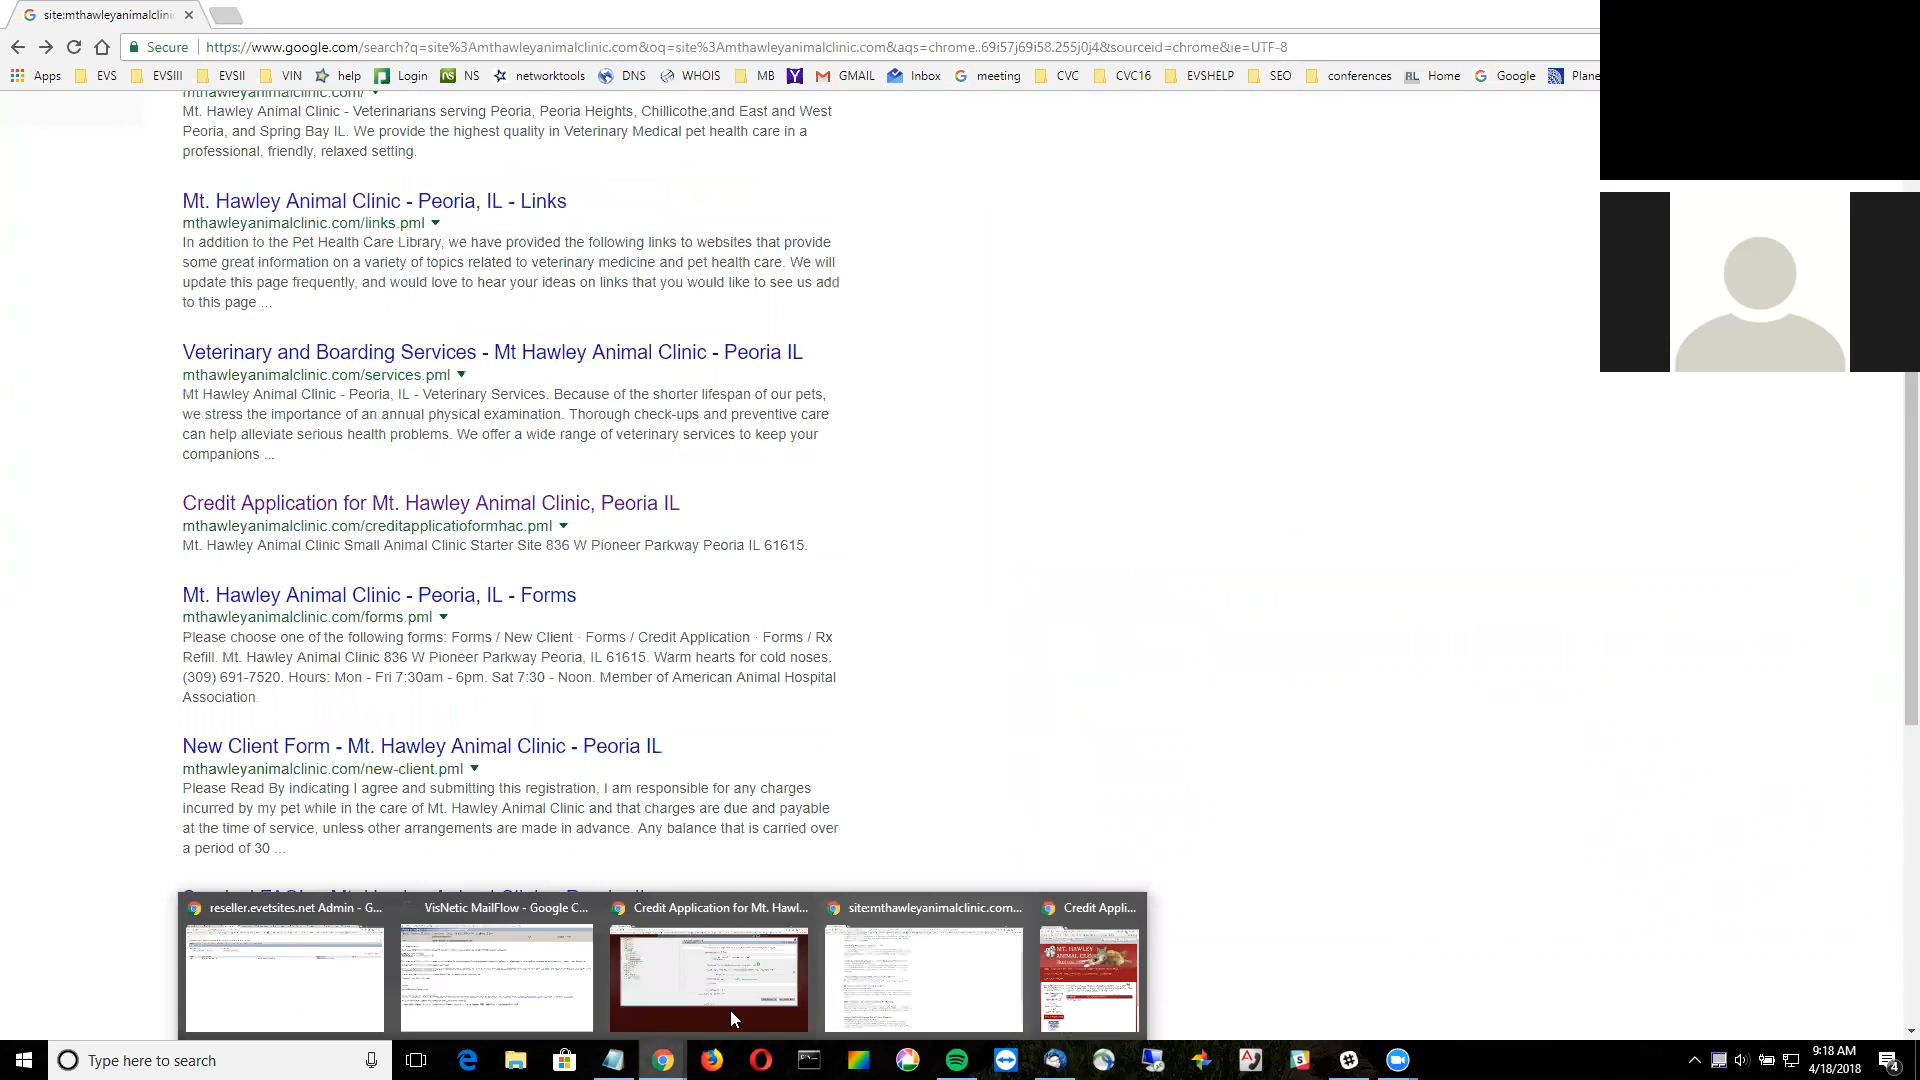 site:mthawleyanimalclinic
Secure https://www.google.com/search?q=site%3Amthawleyanimalclinic.com&oq=site%3Amthawleyanimalclinic.com&aqs=chrome..69i57j69i58.255j0j4&sourceid=chrome&ie=UTF-8
Apps EVS EVSIII EVSII VIN help Login NS networktools DNS WHOIS MB GMAIL Inbox meeting CVC CVC16 EVSHELP SEO conferences Home Google Plane
mthawleyanimalclinic.com/
Mt. Hawley Animal Clinic - Veterinarians serving Peoria, Peoria Heights, Chillicothe,and East and West
Peoria, and Spring Bay IL. We provide the highest quality in Veterinary Medical pet health care in a
professional, friendly, relaxed setting.
Mt. Hawley Animal Clinic - Peoria, IL - Links
mthawleyanimalclinic.com/links.pml
In addition to the Pet Health Care Library, we have provided the following links to websites that provide
some great information on a variety of topics related to veterinary medicine and pet health care. We will
update this page frequently, and would love to hear your ideas on links that you would like to see us add
to this page ...
Veterinary and Boarding Services - Mt Hawley Animal Clinic - Peoria IL
mthawleyanimalclinic.com/services.pml
Mt Hawley Animal Clinic - Peoria, IL - Veterinary Services. Because of the shorter lifespan of our pets,
we stress the importance of an annual physical examination. Thorough check-ups and preventive care
can help alleviate serious health problems. We offer a wide range of veterinary services to keep your
companions ...
Credit Application for Mt. Hawley Animal Clinic, Peoria IL
mthawleyanimalclinic.com/creditapplicatioformhac.pml
Mt. Hawley Animal Clinic Small Animal Clinic Starter Site 836 W Pioneer Parkway Peoria IL 61615.
Mt. Hawley Animal Clinic - Peoria, IL - Forms
mthawleyanimalclinic.com/forms.pml
Please choose one of the following forms: Forms / New Client · Forms / Credit Application · Forms / Rx
Refill. Mt. Hawley Animal Clinic 836 W Pioneer Parkway Peoria, IL 61615. Warm hearts for cold noses.
(309) 691-7520. Hours: Mon - Fri 7:30am - 6pm. Sat 7:30 - Noon. Member of American Animal Hospital
Association.
New Client Form - Mt. Hawley Animal Clinic - Peoria IL
mthawleyanimalclinic.com/new-client.pml
Please Read By indicating I agree and submitting this registration, I am responsible for any charges
incurred by my pet while in the care of Mt. Hawley Animal Clinic and that charges are due and payable
at the time of service, unless other arrangements are made in advance. Any balance that is carried over
a period of 30 ...
reseller.evetsites.net Admin - G... VisNetic MailFlow - Google C... Credit Application for Mt. Hawl... site:mthawleyanimalclinic.com... Credit Appli...
MT. HAWLEY
Type here to search
9:18 AM
4/18/2018
4